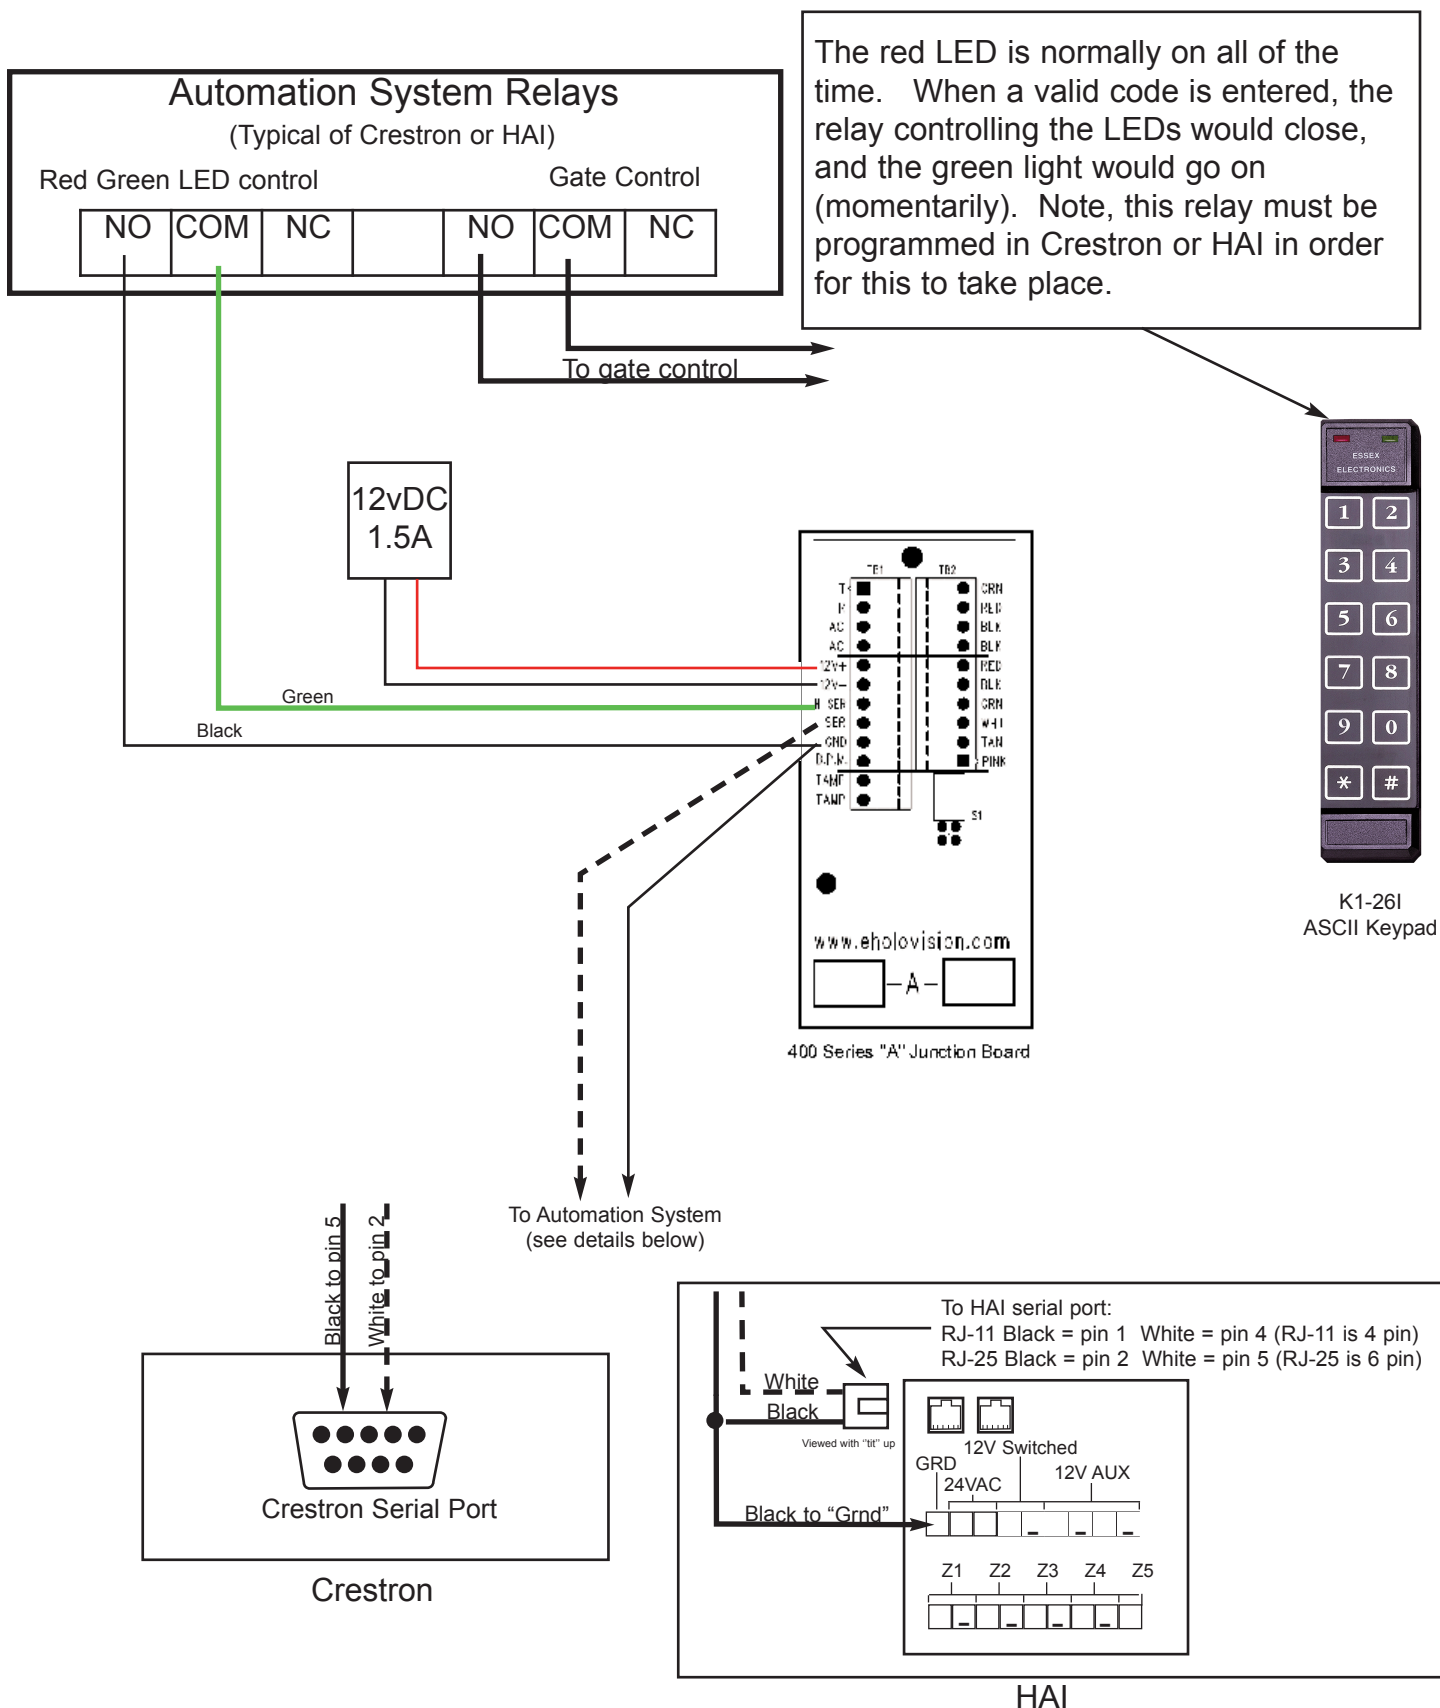 The red LED is normally on all of the
time. When a valid code is entered, the
relay controlling the LEDs would close,
and the green light would go on
(momentarily). Note, this relay must be
programmed in Crestron or HAI in order
for this to take place.
Automation System Relays
(Typical of Crestron or HAI)
Red Green LED control
Gate Control
NO COM NC NO COM NC
To gate control
12vDC
1.5A
ESSEX
ELECTRONICS
1 2
3 4
5 6
7 8
9 0
* #
K1-26I
ASCII Keypad
TB1 TB2
T GRN
R RED
AC BLK
AC BLK
12V+ RED
12V- BLK
SER GRN
SER WHT
GND TAN
PINK
TAMP
TAMP
S1
Green
Black
www.eholovision.com
- A -
400 Series "A" Junction Board
To Automation System
(see details below)
Black to pin 5
White to pin 2
Crestron Serial Port
Crestron
To HAI serial port:
RJ-11 Black = pin 1 White = pin 4 (RJ-11 is 4 pin)
RJ-25 Black = pin 2 White = pin 5 (RJ-25 is 6 pin)
White
Black
Viewed with "tit" up
12V Switched
GRD
24VAC
12V AUX
Black to “Grnd”
Z1 Z2 Z3 Z4 Z5
HAI